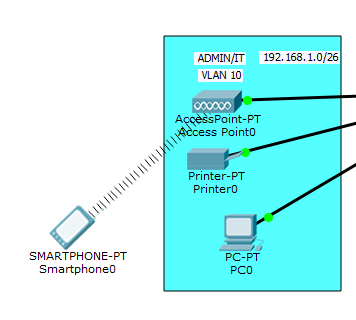 ADMIN/IT
192.168.1.0/26
VLAN 10
AccessPoint-PT
Access Point0
Printer-PT
Printer0
SMARTPHONE-PT
Smartphone0
PC-PT
PC0